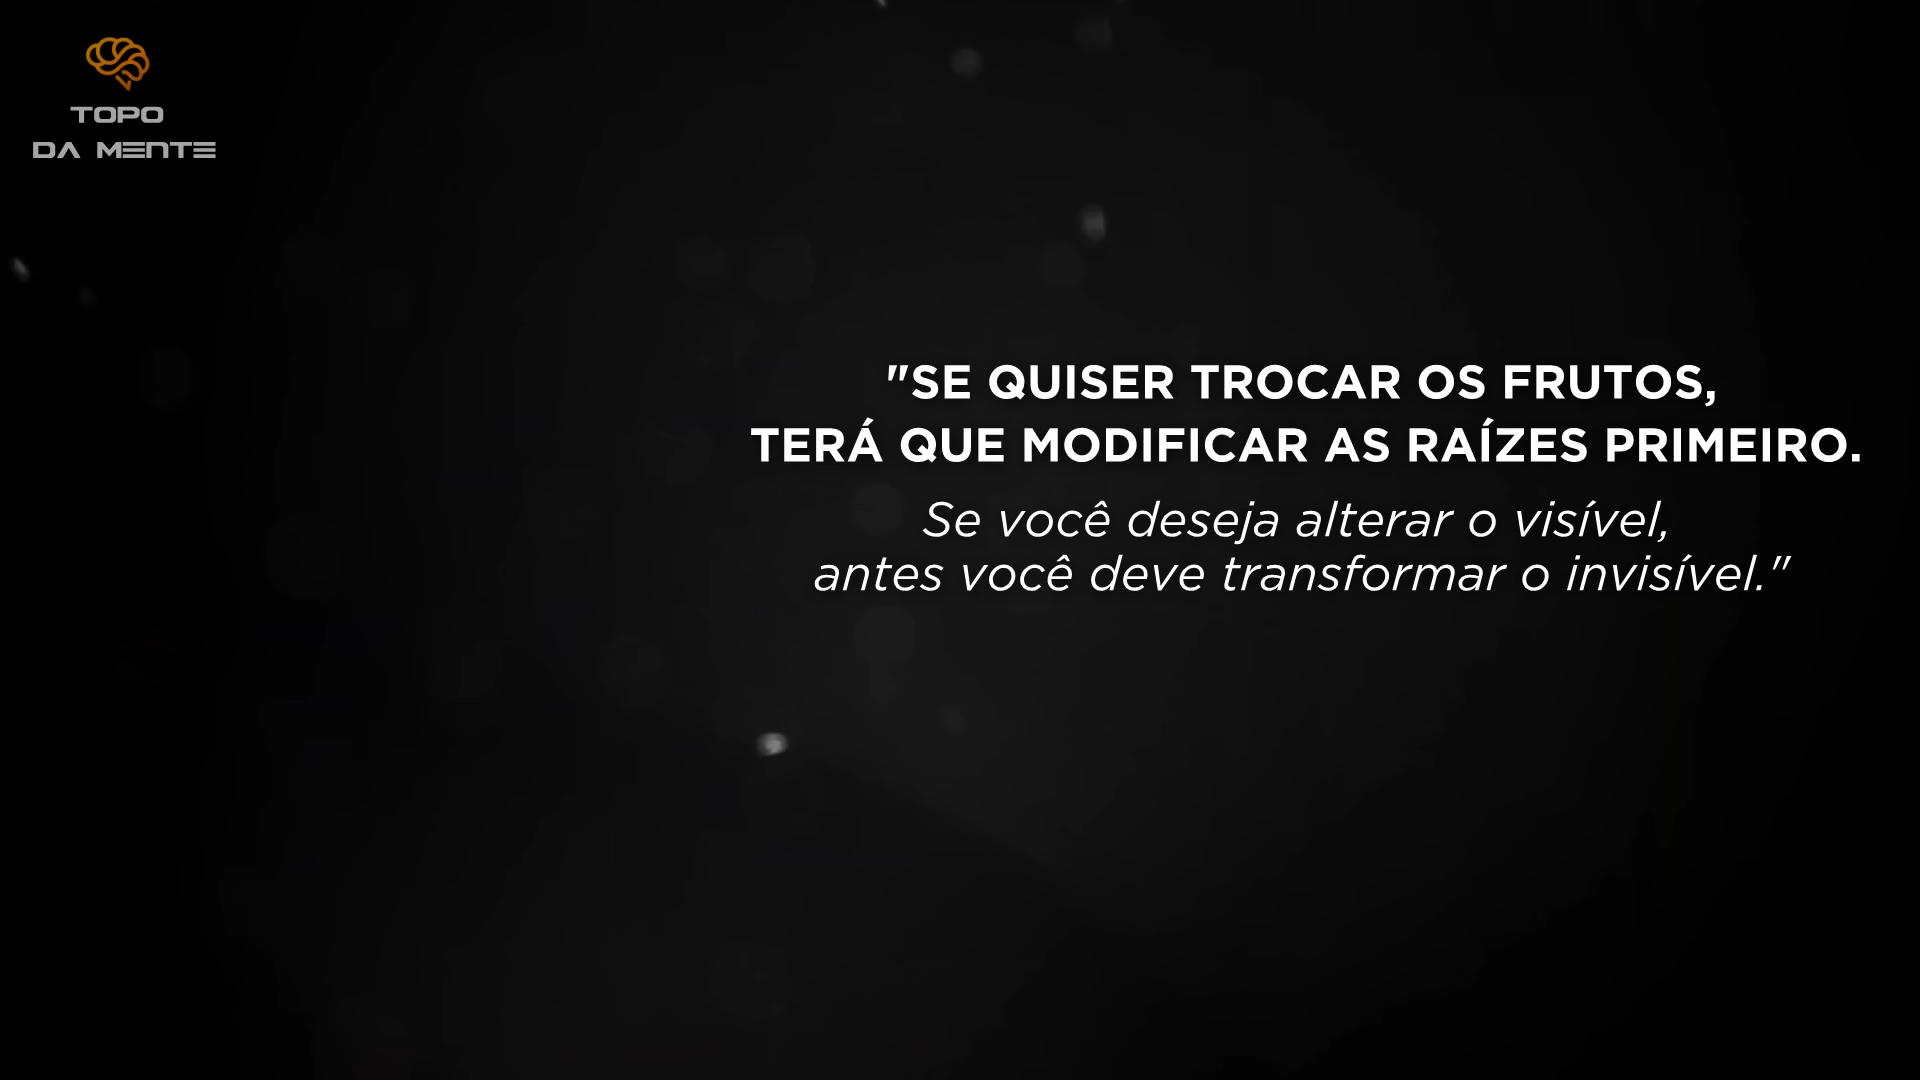 TOPO
DA MENTE
"SE QUISER TROCAR OS FRUTOS,
TERÁ QUE MODIFICAR AS RAÍZES PRIMEIRO.
Se você deseja alterar o visível,
antes você deve transformar o invisível."